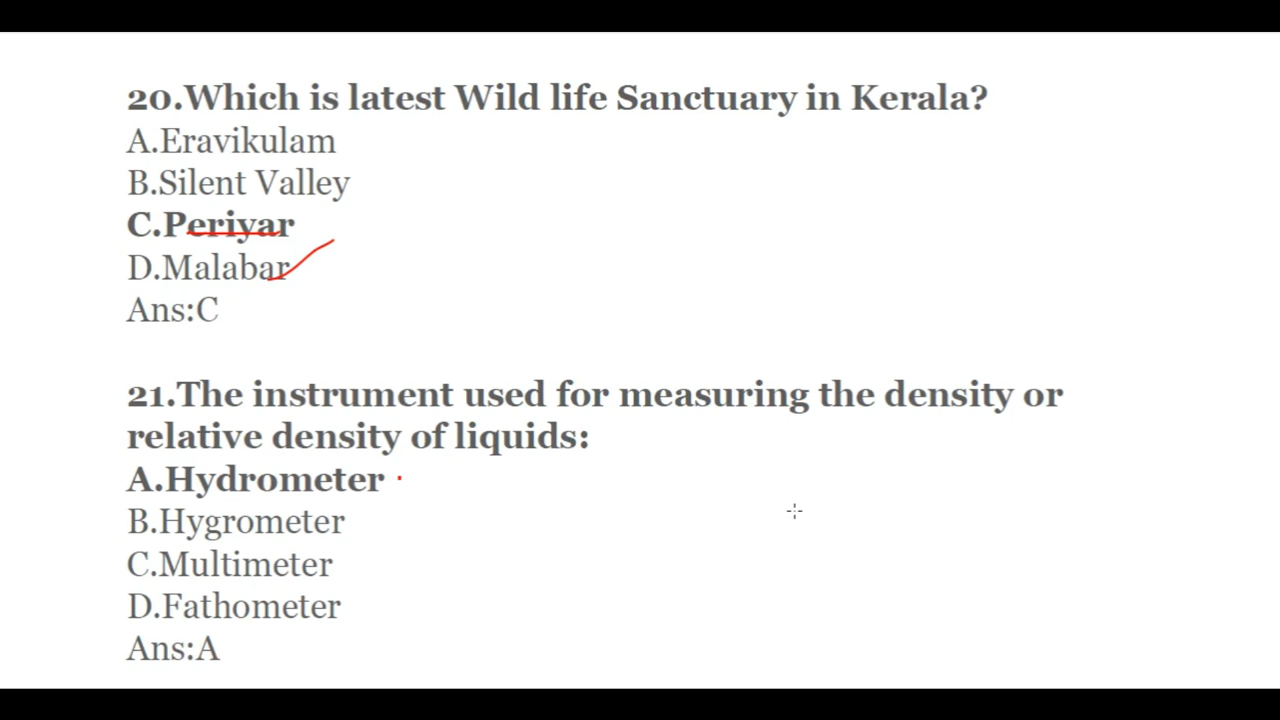 20.Which is latest Wild life Sanctuary in Kerala?
A.Eravikulam
B.Silent Valley
C.Periyar
D.Malabar
Ans:C
21.The instrument used for measuring the density or
relative density of liquids:
A.Hydrometer
B.Hygrometer
C.Multimeter
D.Fathometer
Ans:A